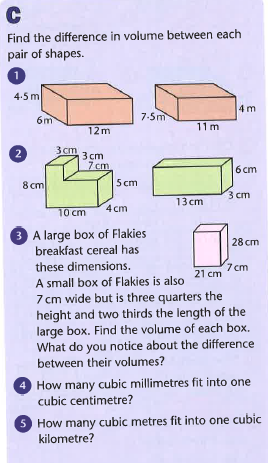 C
Find the difference in volume between each
pair of shapes.
1
4·5 m
6 m
12 m
7·5 m
11 m
4 m
2
3 cm
3 cm
7 cm
8 cm
5 cm
10 cm
4 cm
6 cm
3 cm
13 cm
3 A large box of Flakies
breakfast cereal has
these dimensions.
28 cm
7 cm
21 cm
A small box of Flakies is also
7 cm wide but is three quarters the
height and two thirds the length of the
large box. Find the volume of each box.
What do you notice about the difference
between their volumes?
4 How many cubic millimetres fit into one
cubic centimetre?
5 How many cubic metres fit into one cubic
kilometre?